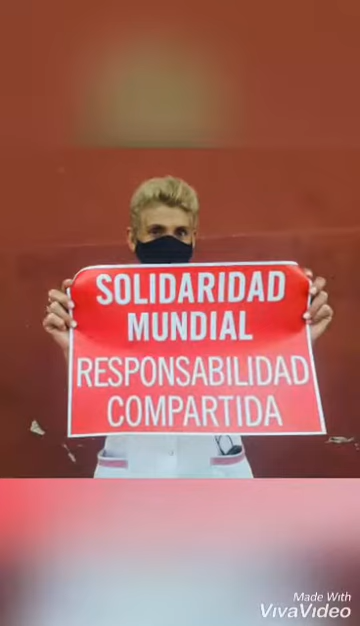 SOLIDARIDAD
MUNDIAL
RESPONSABILIDAD
COMPARTIDA
Made With
VivaVideo